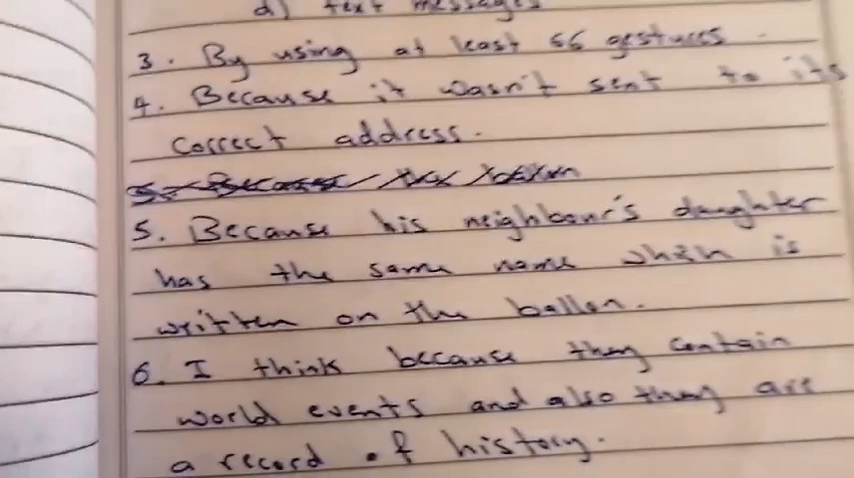 d) text messages
3. By using at least 66 gestures.
4. Because it wasn't sent to its
correct address.
5. Because his neighbour's daughter
has the same name is
written on the ballon.
6. I think because they contain
world events and also they are
a record of history.